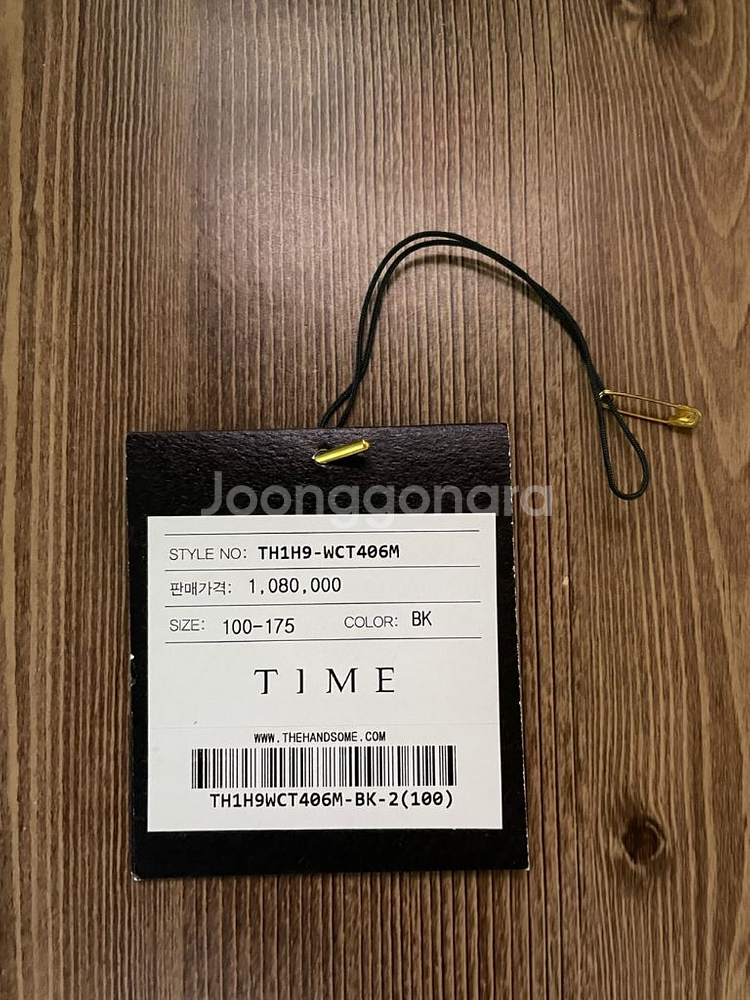 Joonggonara
STYLE NO: TH1H9-WCT406M
판매가격: 1,080,000
SIZE: 100-175 COLOR: BK
TIME
WWW.THEHANDSOME.COM
TH1H9WCT406M-BK-2(100)